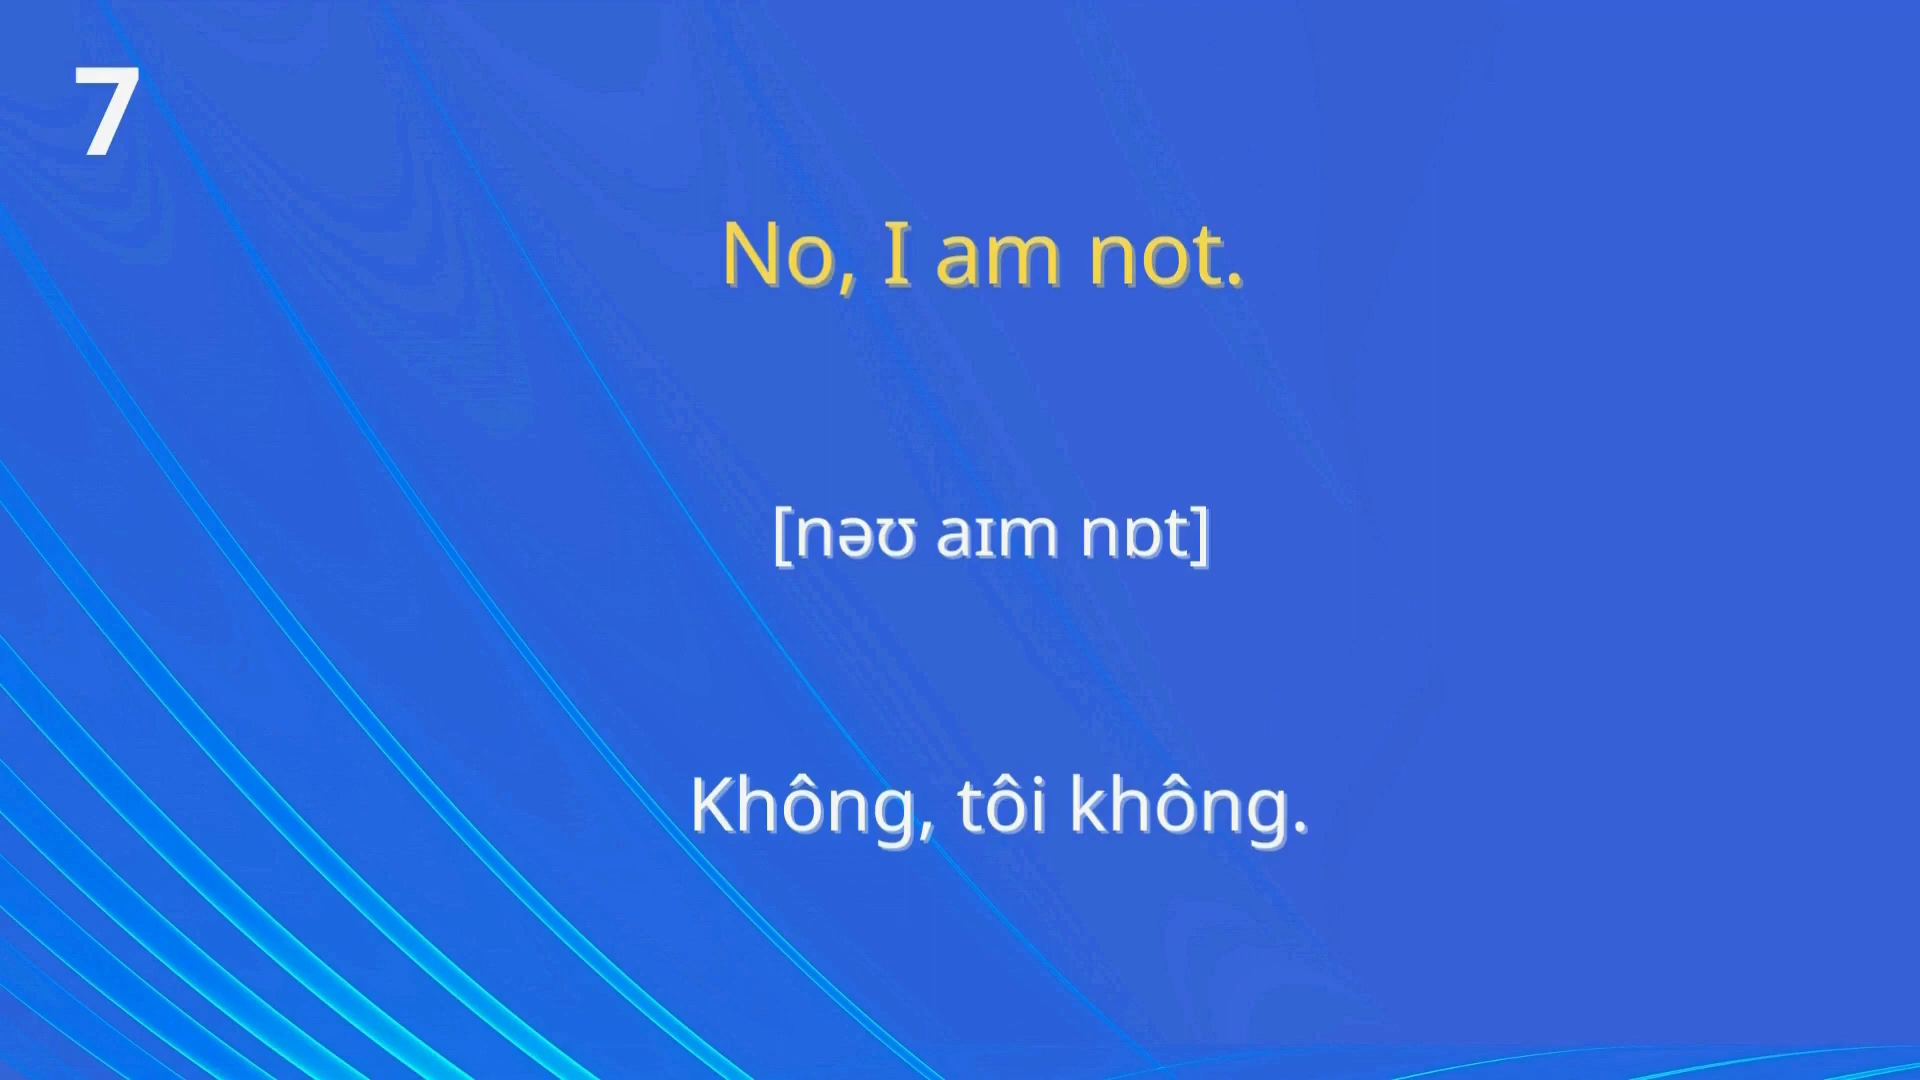 7
No, I am not.
[nəʊ aɪm nɒt]
Không, tôi không.